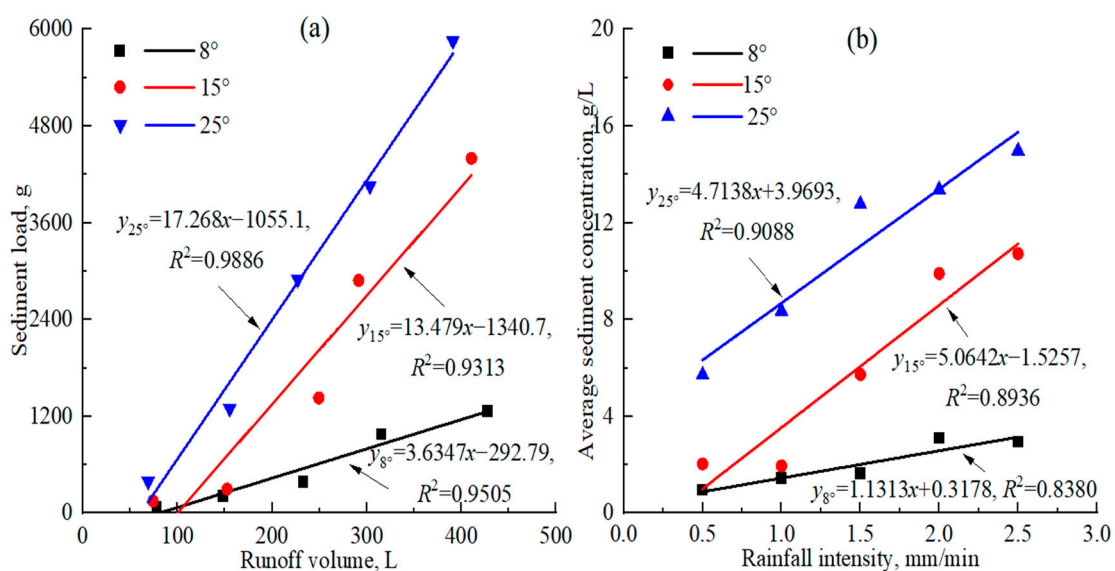 (a)
6000
4800
3600
2400
1200
0
Sediment load, g
8°
15°
25°
y25°=17.268x−1055.1,
R²=0.9886
y15°=13.479x−1340.7,
R²=0.9313
y8°=3.6347x−292.79,
R²=0.9505
0
100
200
300
400
500
Runoff volume, L
(b)
20
16
12
8
4
0
Average sediment concentration, g/L
8°
15°
25°
y25°=4.7138x+3.9693,
R²=0.9088
y15°=5.0642x−1.5257,
R²=0.8936
y8°=1.1313x+0.3178, R²=0.8380
0.0
0.5
1.0
1.5
2.0
2.5
3.0
Rainfall intensity, mm/min